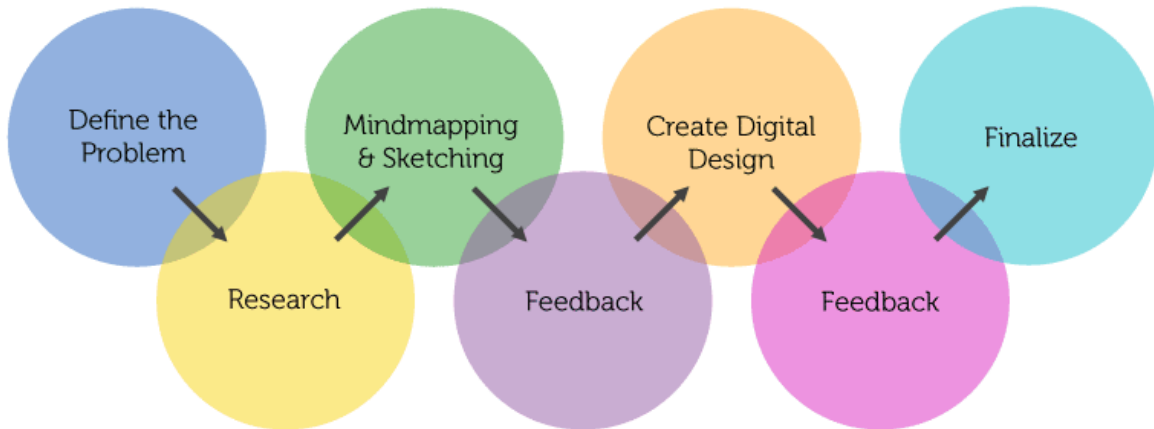 Define the
Problem
Research
Mindmapping
& Sketching
Feedback
Create Digital
Design
Feedback
Finalize